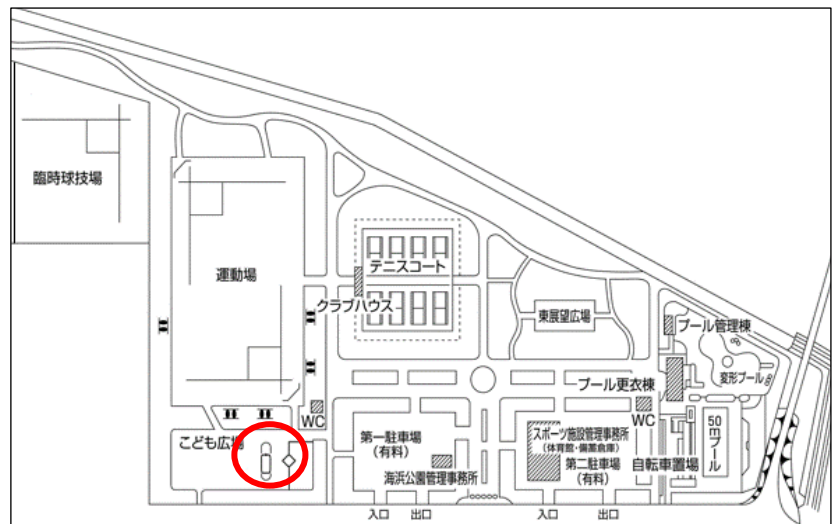 臨時球技場
運動場
テニスコート
クラブハウス
東展望広場
プール管理棟
変形プール
プール更衣棟
WC
WC
こども広場
第一駐車場
(有料)
海浜公園管理事務所
スポーツ施設管理事務所
(体育館・備蓄倉庫)
第二駐車場
(有料)
自転車置場
50mプール
入口
出口
入口
出口